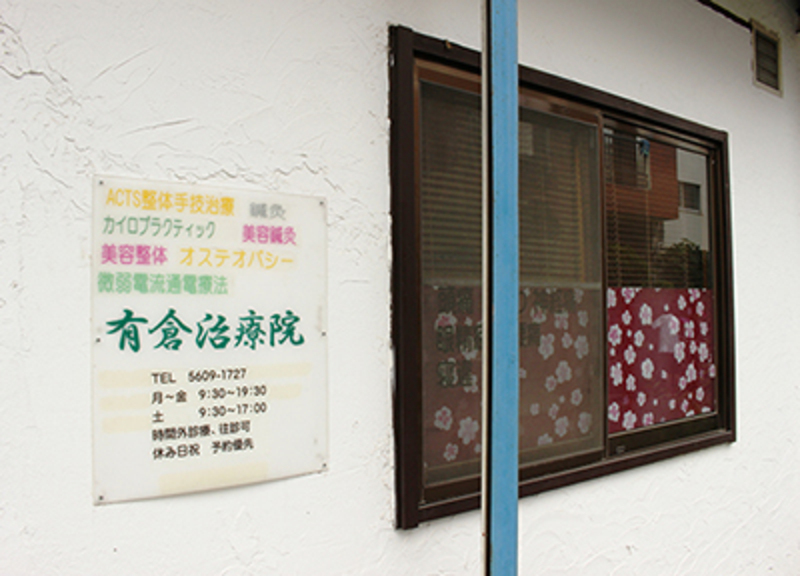 ACTS整体手技治療 鍼灸
カイロプラクティック 美容鍼灸
美容整体 オステオパシー
微弱電流通電療法
有倉治療院
TEL 5609-1727
月～金 9:30～19:30
土 9:30～17:00
時間外診療、往診可
休み日祝 予約優先